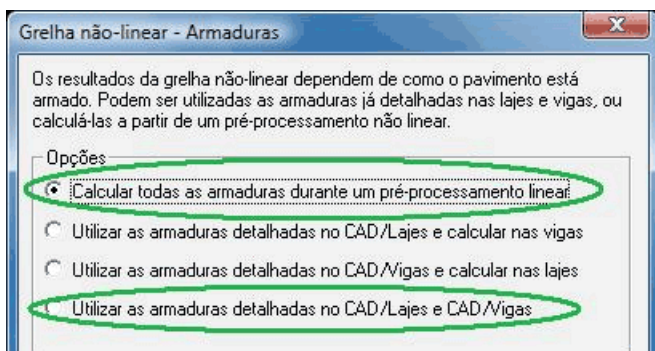 Grelha não-linear - Armaduras
Os resultados da grelha não-linear dependem de como o pavimento está
armado. Podem ser utilizadas as armaduras já detalhadas nas lajes e vigas, ou
calculá-las a partir de um pré-processamento não linear.
Opções
Calcular todas as armaduras durante um pré-processamento linear
Utilizar as armaduras detalhadas no CAD/Lajes e calcular nas vigas
Utilizar as armaduras detalhadas no CAD/Vigas e calcular nas lajes
Utilizar as armaduras detalhadas no CAD/Lajes e CAD/Vigas